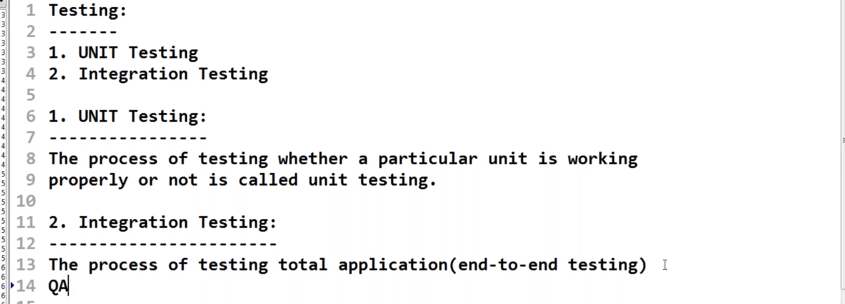 1 Testing:
2 -------
3 1. UNIT Testing
4 2. Integration Testing
5
6 1. UNIT Testing:
7 ----------------
8 The process of testing whether a particular unit is working
9 properly or not is called unit testing.
10
11 2. Integration Testing:
12 -----------------------
13 The process of testing total application(end-to-end testing)
14 QA